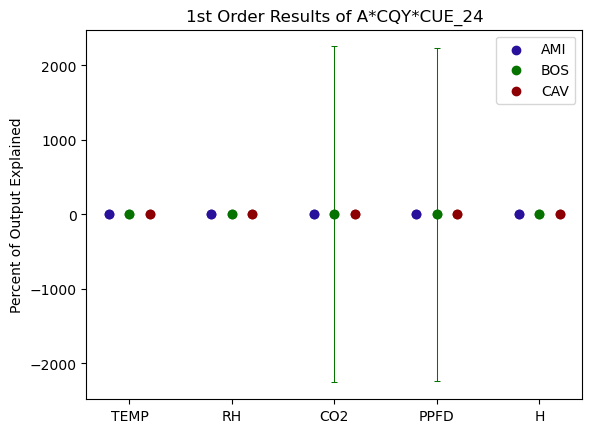 1st Order Results of A*CQY*CUE_24
Percent of Output Explained
2000
1000
0
−1000
−2000
AMI
BOS
CAV
TEMP RH CO2 PPFD H